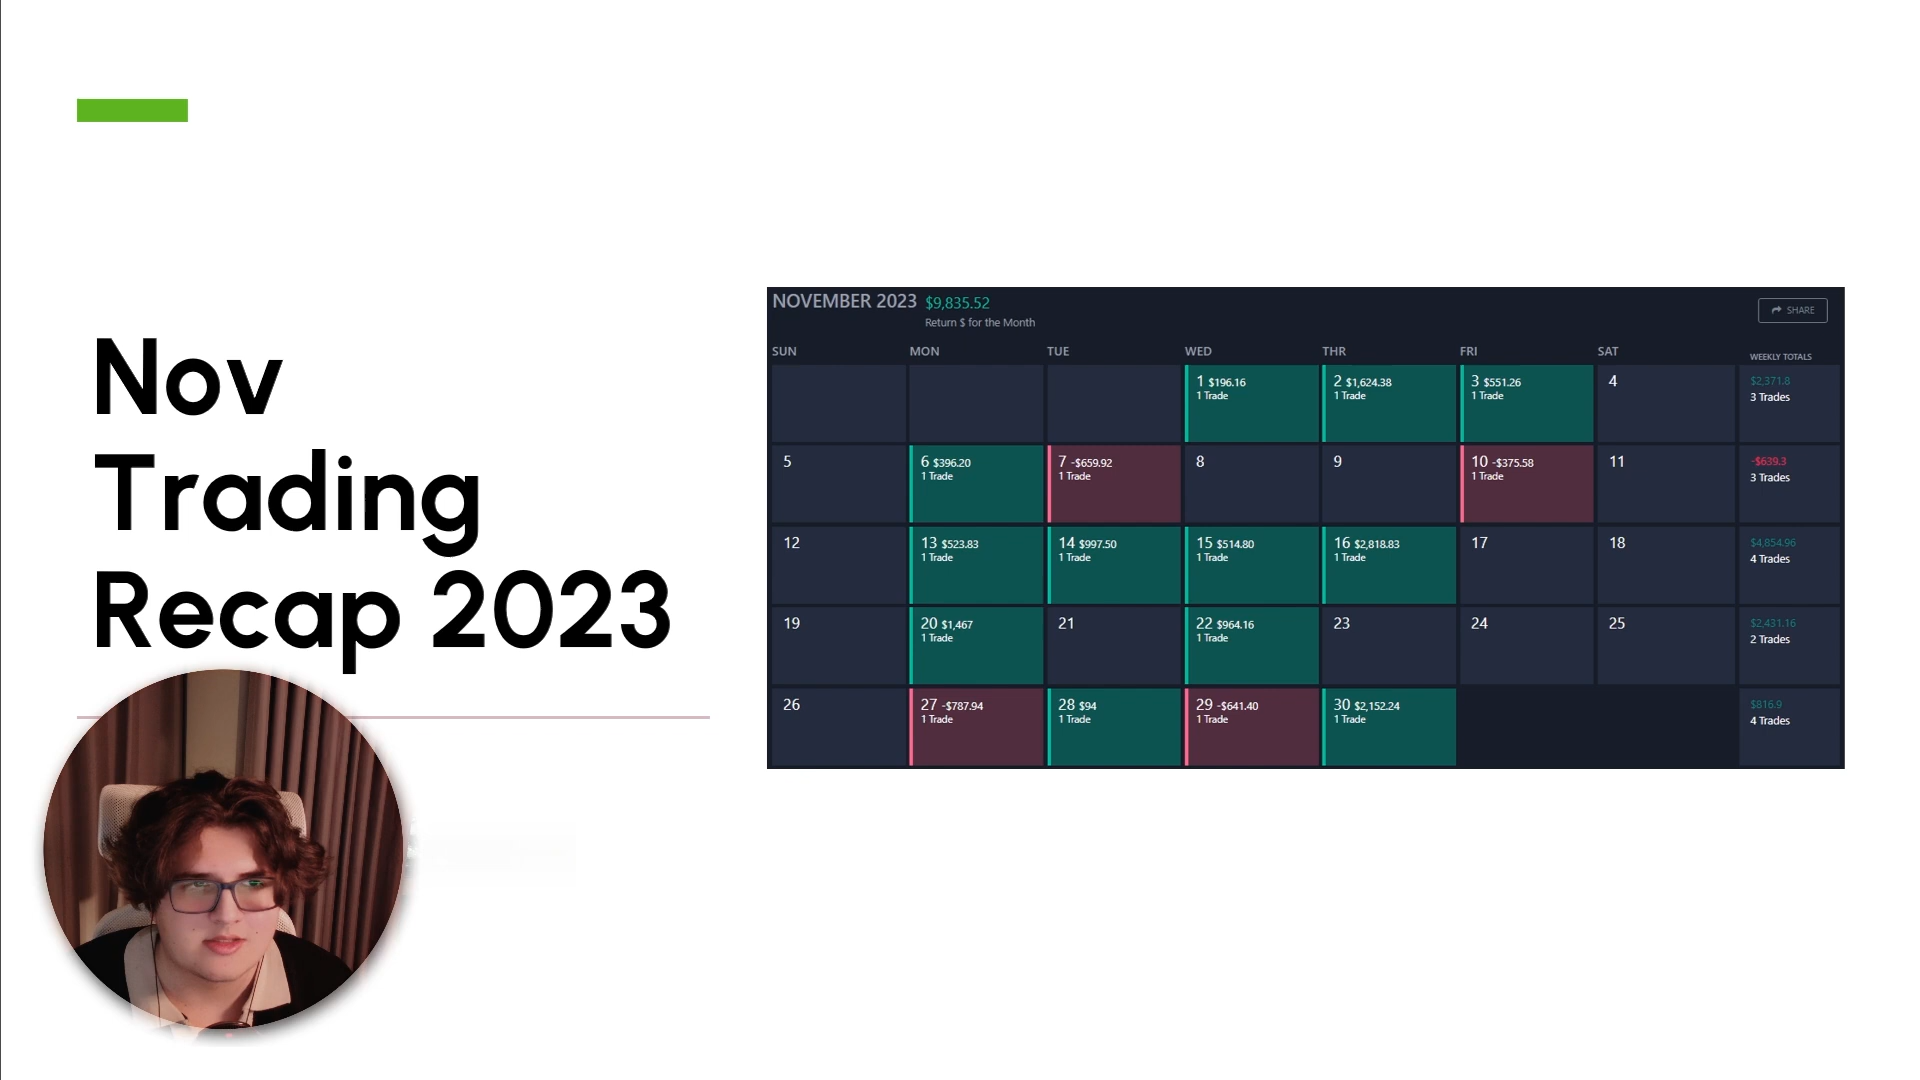 Nov
Trading
Recap 2023
NOVEMBER 2023 $9,835.52
Return $ for the Month
SHARE
SUN MON TUE WED THR FRI SAT WEEKLY TOTALS
1 $196.16 2 $1,624.38 3 $551.26 4 $2,371.8
1 Trade 1 Trade 1 Trade 3 Trades
5 6 $396.20 7 -$659.92 8 9 10 -$375.58 11 -$639.3
1 Trade 1 Trade 1 Trade 3 Trades
12 13 $523.83 14 $997.50 15 $514.80 16 $2,818.83 17 18 $4,854.96
1 Trade 1 Trade 1 Trade 1 Trade 4 Trades
19 20 $1,467 21 22 $964.16 23 24 25 $2,431.16
1 Trade 1 Trade 2 Trades
26 27 -$787.94 28 $94 29 -$641.40 30 $2,152.24 $816.9
1 Trade 1 Trade 1 Trade 1 Trade 4 Trades